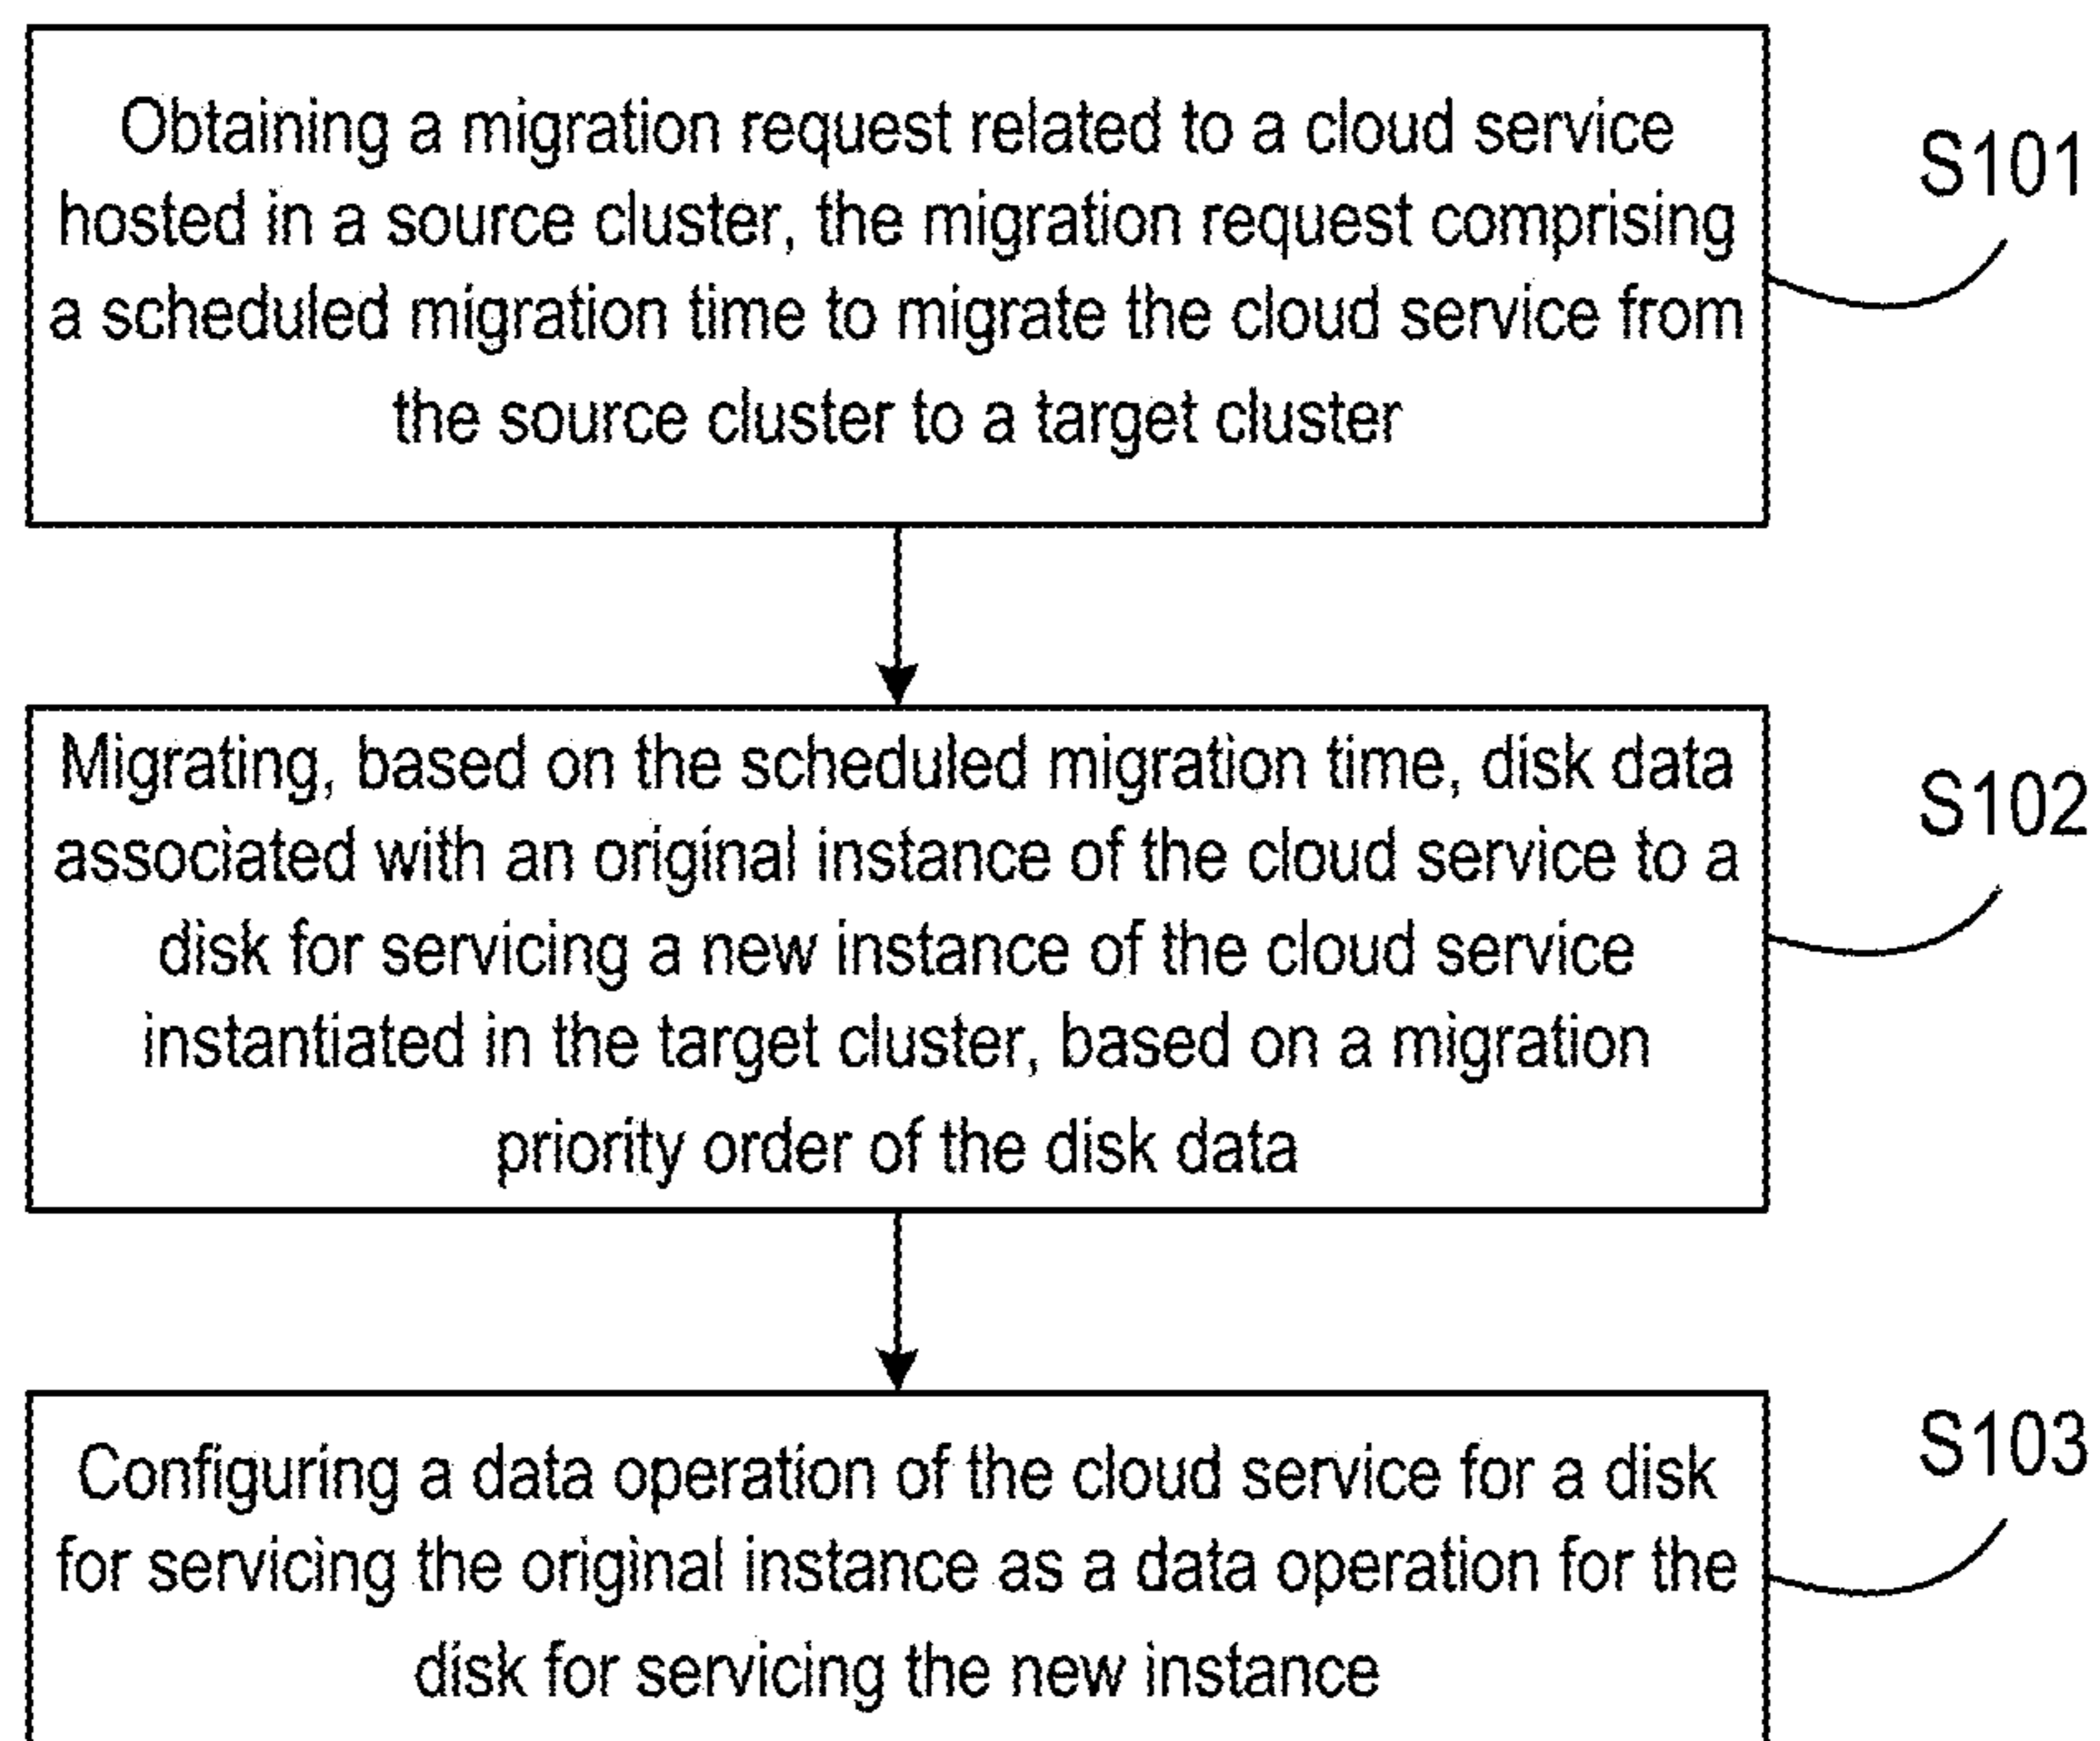 Obtaining a migration request related to a cloud service
hosted in a source cluster, the migration request comprising
a scheduled migration time to migrate the cloud service from
the source cluster to a target cluster
S101
Migrating, based on the scheduled migration time, disk data
associated with an original instance of the cloud service to a
disk for servicing a new instance of the cloud service
instantiated in the target cluster, based on a migration
priority order of the disk data
S102
Configuring a data operation of the cloud service for a disk
for servicing the original instance as a data operation for the
disk for servicing the new instance
S103